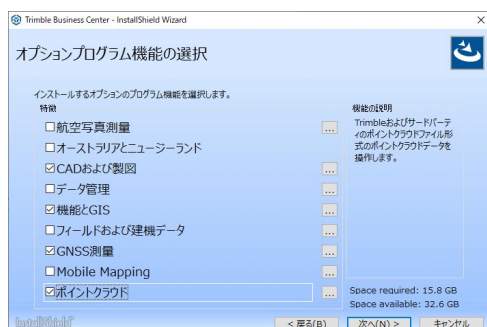 Trimble Business Center - InstallShield Wizard
オプションプログラム機能の選択
インストールするオプションのプログラム機能を選択します。
特徴
航空写真測量
...
オーストラリアとニュージーランド
CADおよび製図
...
データ管理
...
機能とGIS
...
フィールドおよび建機データ
...
GNSS測量
...
Mobile Mapping
...
ポイントクラウド
...
機能の説明
Trimbleおよびサードパーテ
ィのポイントクラウドファイル形
式のポイントクラウドデータを
操作します。
Space required: 15.8 GB
Space available: 32.6 GB
InstallShield
< 戻る(B)
次へ(N) >
キャンセル